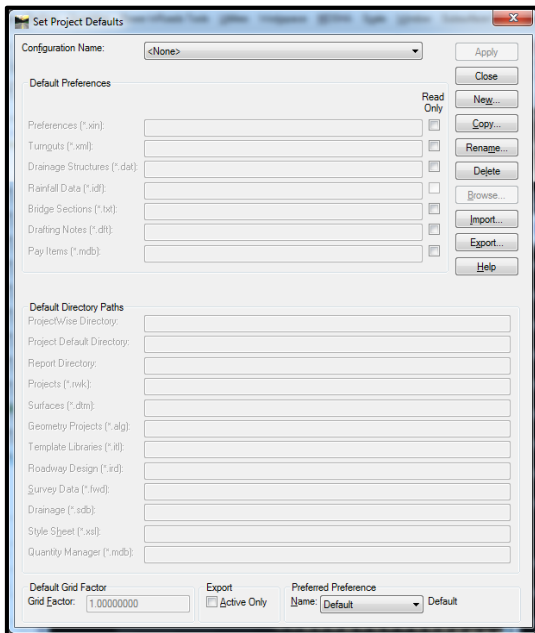 Set Project Defaults
Configuration Name: <None> Apply
Close
Default Preferences
Read Only
New...
Preferences (*.xin):
Copy...
Turnouts (*.xml):
Rename...
Drainage Structures (*.dat):
Delete
Rainfall Data (*.idf):
Browse...
Bridge Sections (*.txt):
Import...
Drafting Notes (*.dft):
Export...
Pay Items (*.mdb):
Help
Default Directory Paths
ProjectWise Directory:
Project Default Directory:
Report Directory:
Projects (*.rwk):
Surfaces (*.dtm):
Geometry Projects (*.alg):
Template Libraries (*.itl):
Roadway Design (*.ird):
Survey Data (*.fwd):
Drainage (*.sdb):
Style Sheet (*.xsl):
Quantity Manager (*.mdb):
Default Grid Factor Export Preferred Preference
Grid Factor: 1.00000000 Active Only Name: Default Default